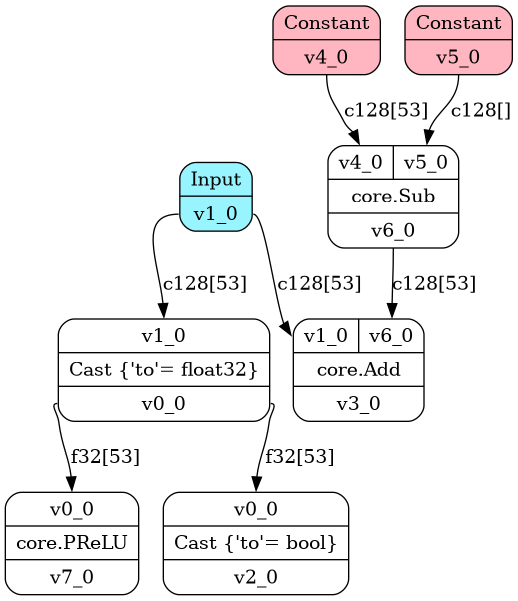 Constant
v4_0
Constant
v5_0
c128[53]
c128[]
v4_0
v5_0
core.Sub
v6_0
Input
v1_0
c128[53]
c128[53]
c128[53]
v1_0
Cast {'to'= float32}
v0_0
v1_0
v6_0
core.Add
v3_0
f32[53]
f32[53]
v0_0
core.PReLU
v7_0
v0_0
Cast {'to'= bool}
v2_0